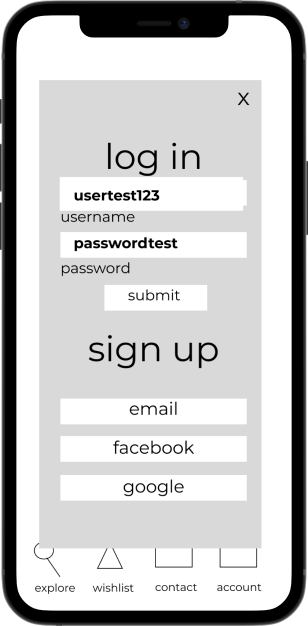 X
log in
usertest123
username
passwordtest
password
submit
sign up
email
facebook
google
explore wishlist contact account